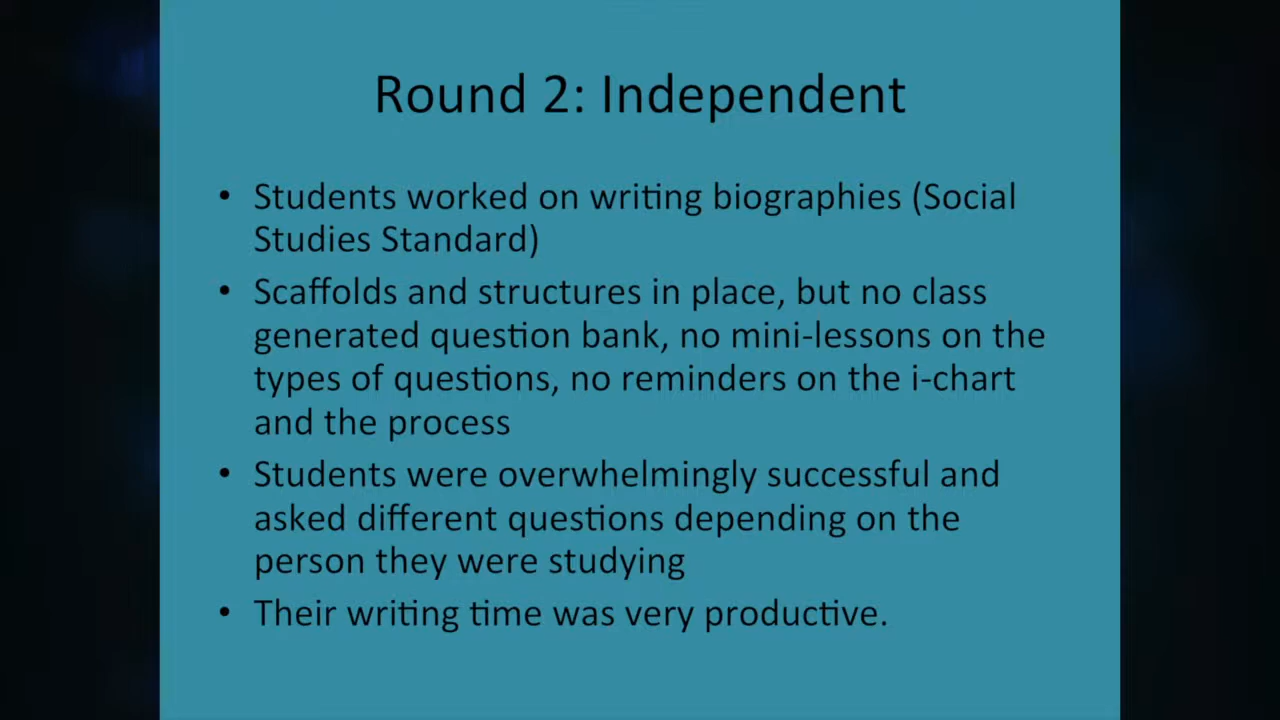 Round 2: Independent
• Students worked on writing biographies (Social
Studies Standard)
• Scaffolds and structures in place, but no class
generated question bank, no mini-lessons on the
types of questions, no reminders on the i-chart
and the process
• Students were overwhelmingly successful and
asked different questions depending on the
person they were studying
• Their writing time was very productive.